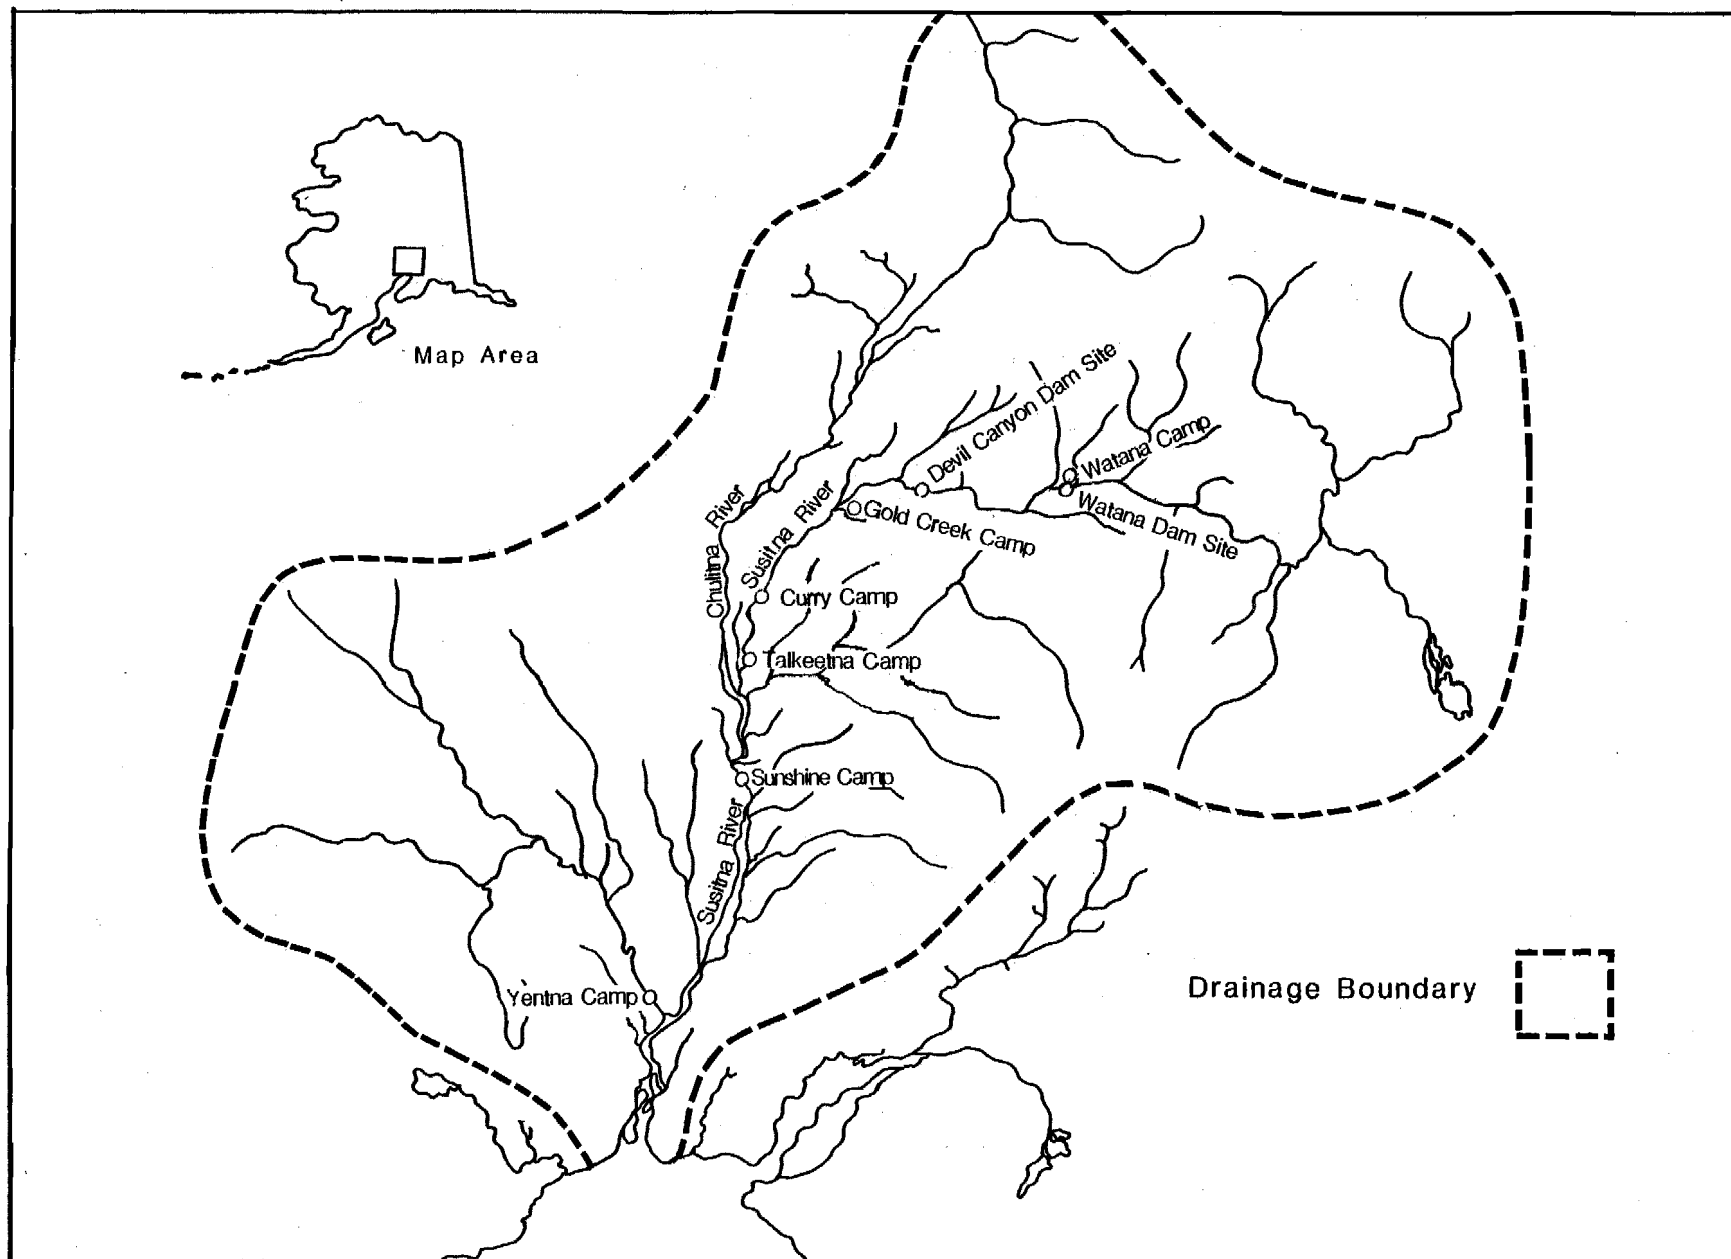 Map Area
Devil Canyon Dam Site
Watana Camp
Watana Dam Site
Gold Creek Camp
Chulitna River
Susitna River
Curry Camp
Talkeetna Camp
Sunshine Camp
Susitna River
Yentna Camp
Drainage Boundary